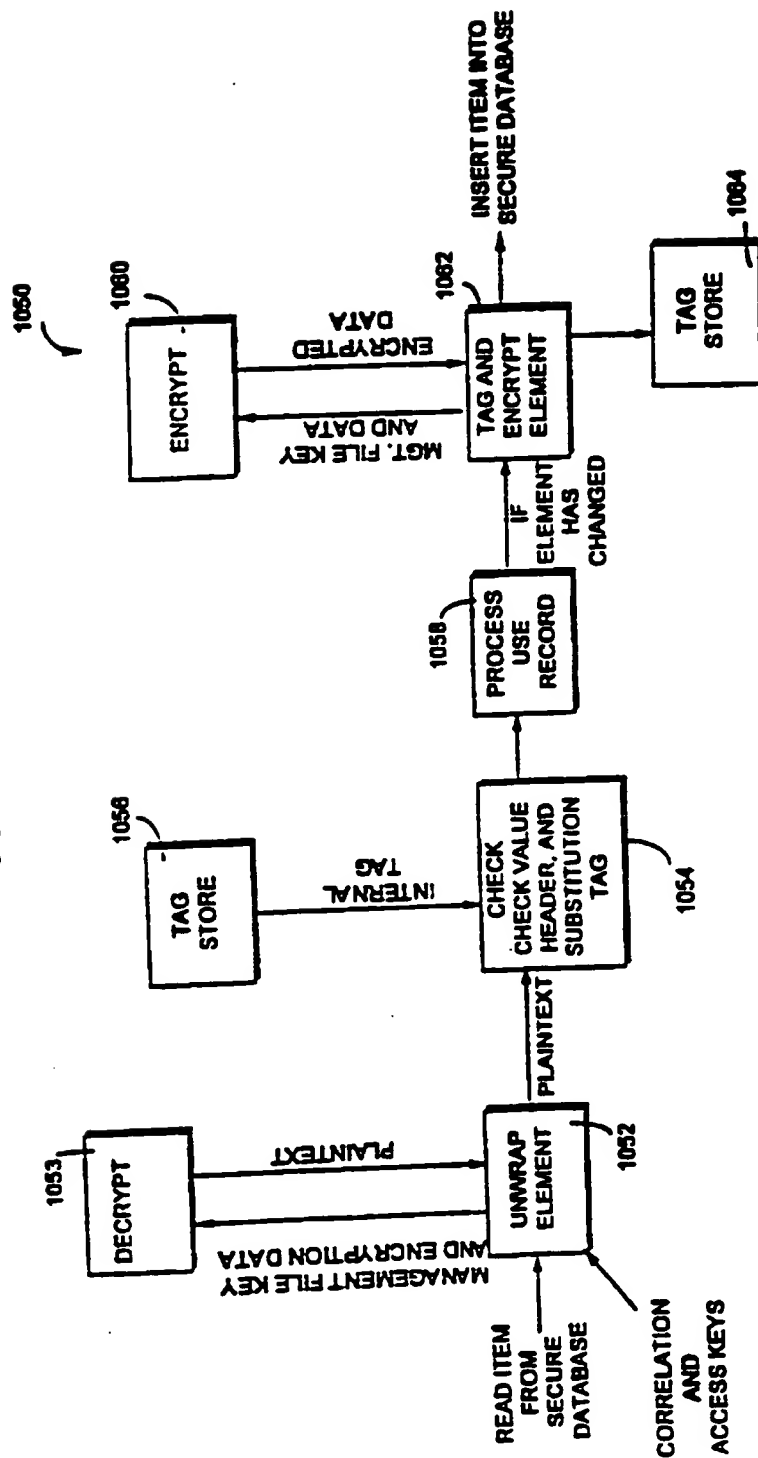 1050
1053
DECRYPT
MANAGEMENT FILE KEY
AND ENCRYPTION DATA
PLAINTEXT
READ ITEM
FROM
SECURE
DATABASE
UNWRAP
ELEMENT
1052
CORRELATION
AND
ACCESS KEYS
PLAINTEXT
1056
TAG
STORE
INTERNAL
TAG
CHECK
CHECK VALUE
HEADER, AND
SUBSTITUTION
TAG
1054
1058
PROCESS
USE
RECORD
IF
ELEMENT
HAS
CHANGED
1060
ENCRYPT
MGT. FILE KEY
AND DATA
ENCRYPTED
DATA
1062
TAG AND
ENCRYPT
ELEMENT
INSERT ITEM INTO
SECURE DATABASE
TAG
STORE
1064